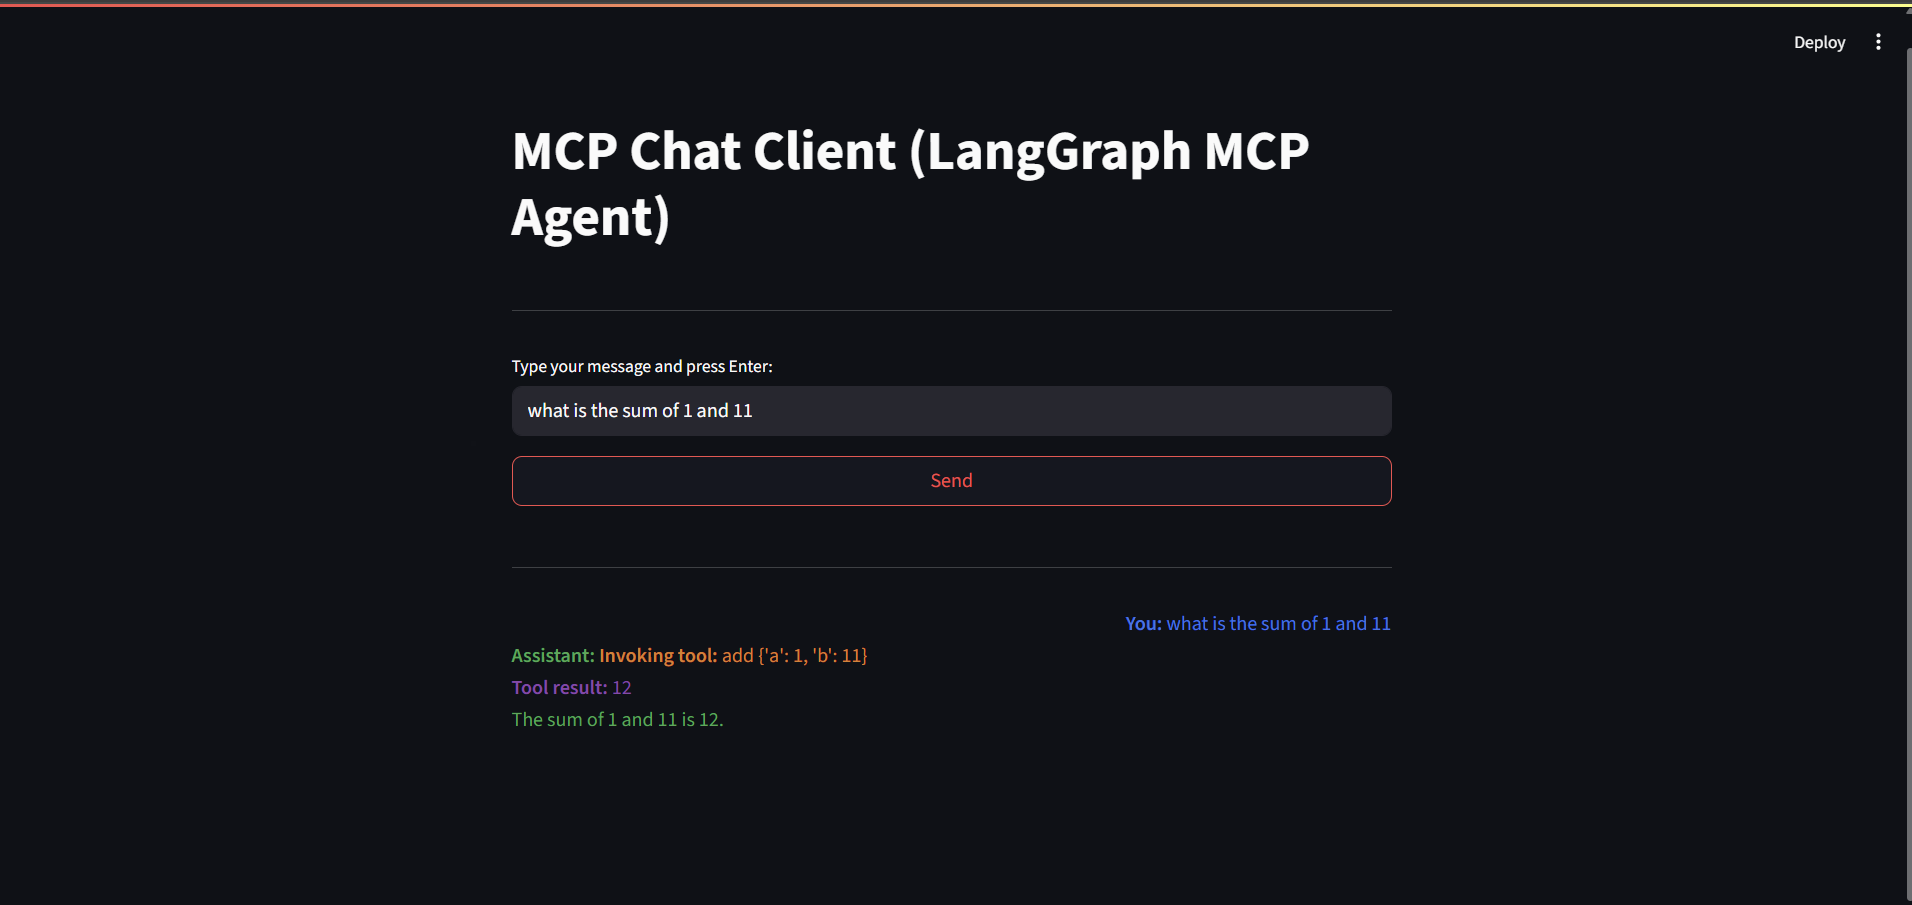 Deploy
MCP Chat Client (LangGraph MCP
Agent)
Type your message and press Enter:
what is the sum of 1 and 11
Send
You: what is the sum of 1 and 11
Assistant: Invoking tool: add {'a': 1, 'b': 11}
Tool result: 12
The sum of 1 and 11 is 12.